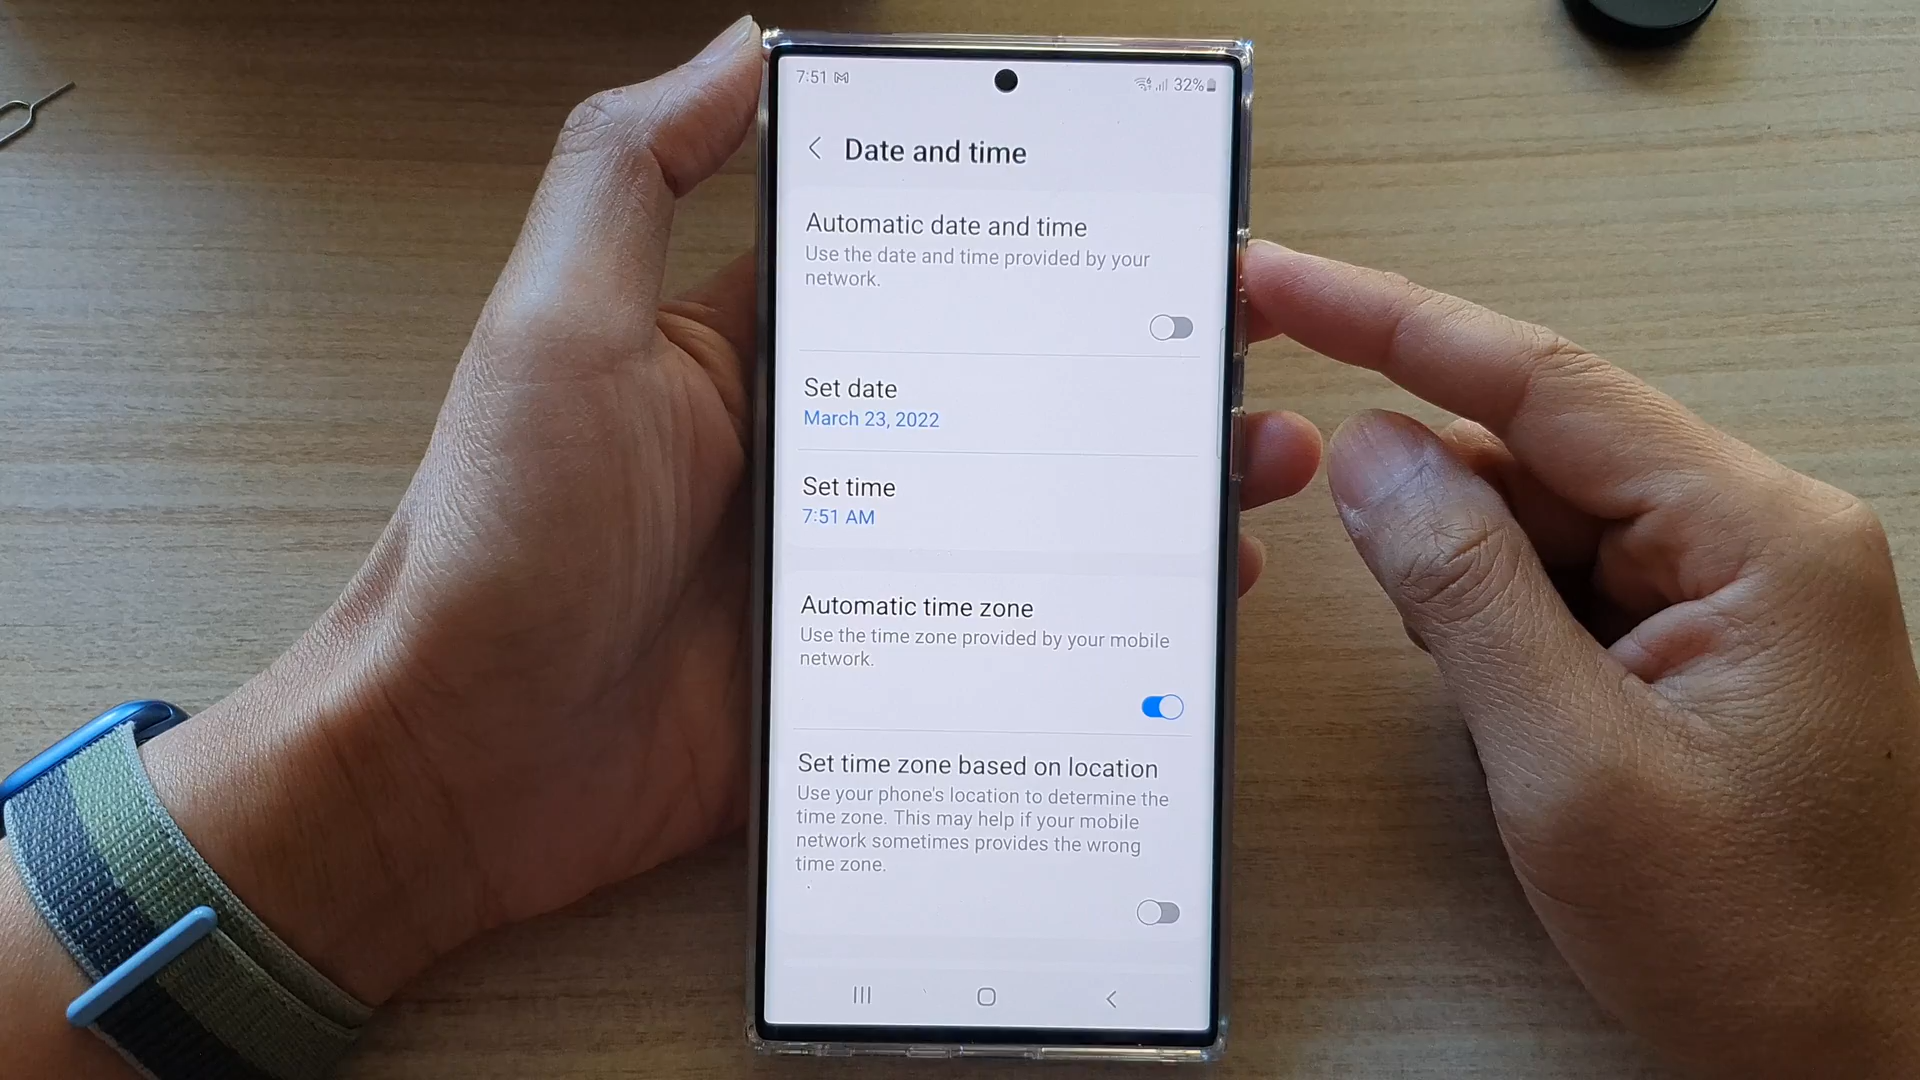 7:51 32%
Date and time
Automatic date and time
Use the date and time provided by your
network.
Set date
March 23, 2022
Set time
7:51 AM
Automatic time zone
Use the time zone provided by your mobile
network.
Set time zone based on location
Use your phone's location to determine the
time zone. This may help if your mobile
network sometimes provides the wrong
time zone.